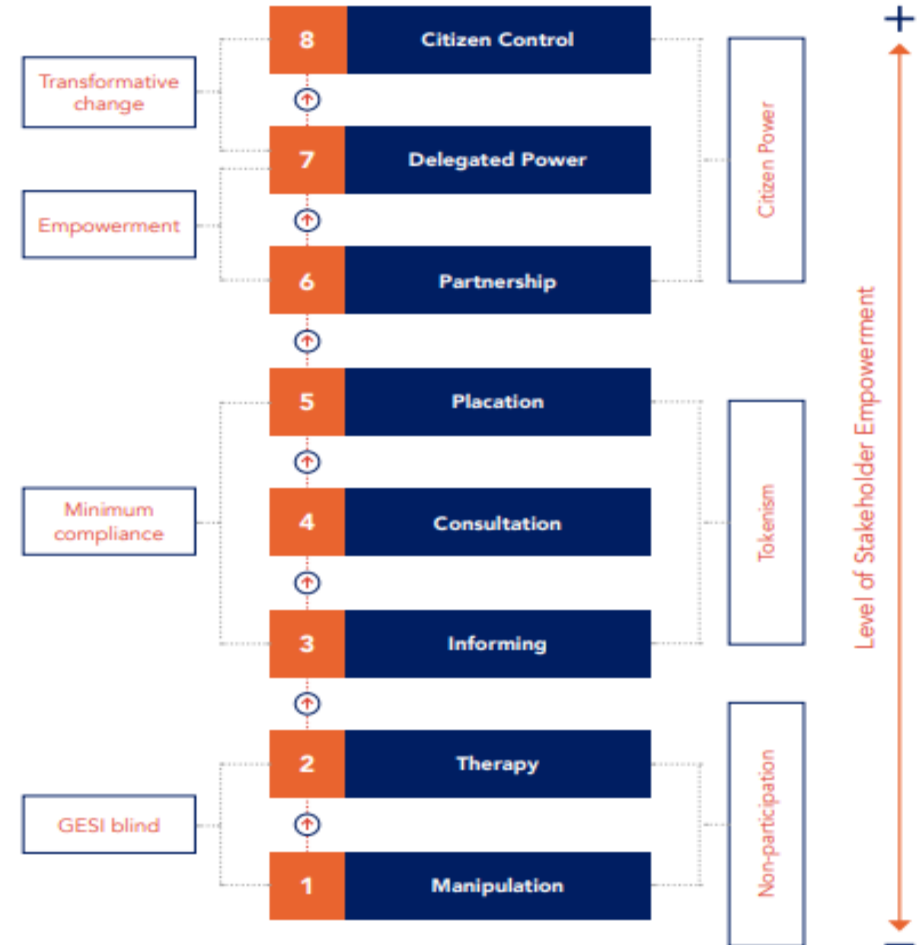 +
8 Citizen Control
Transformative
change
7 Delegated Power
Empowerment
6 Partnership
Citizen Power
5 Placation
Minimum
compliance
4 Consultation
3 Informing
Tokenism
Level of Stakeholder Empowerment
2 Therapy
GESI blind
1 Manipulation
Non-participation